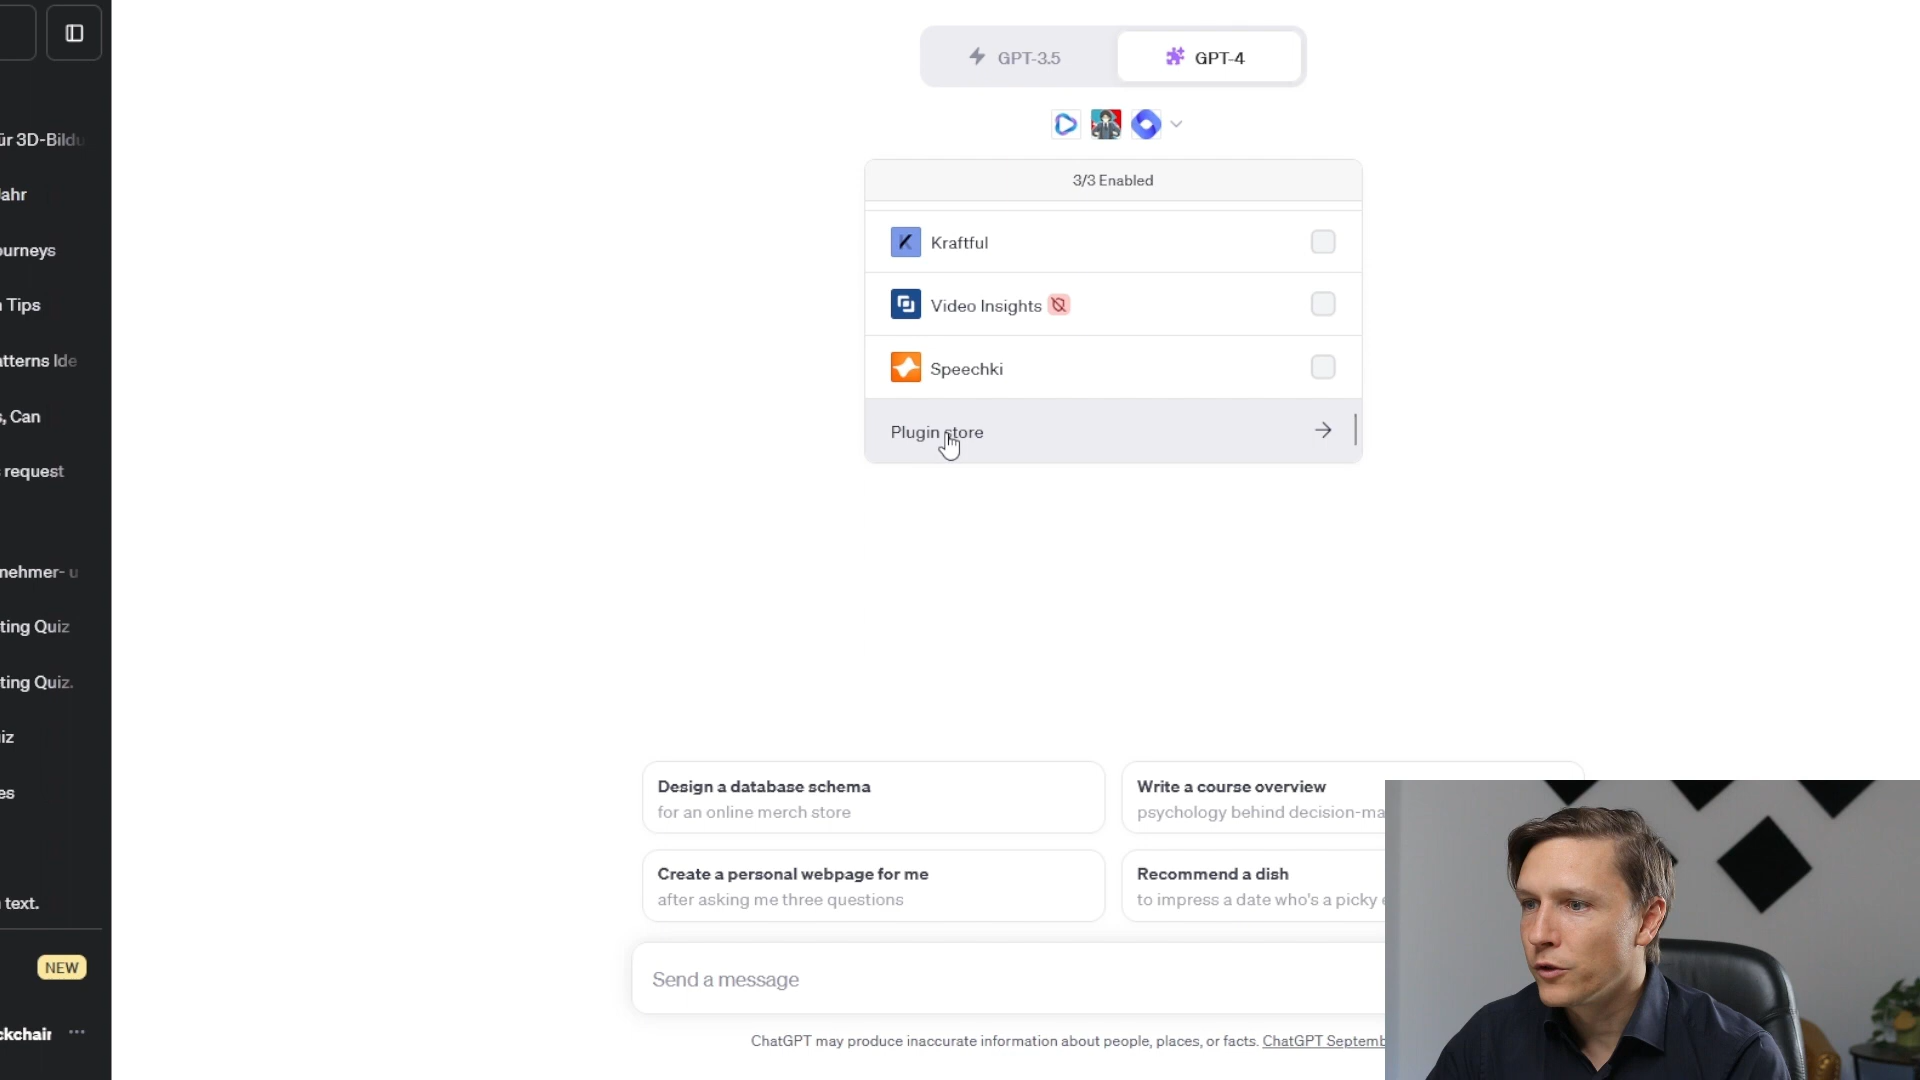 GPT-3.5
GPT-4
3/3 Enabled
Kraftful
Video Insights
Speechki
Plugin store
ür 3D-Bildu
ahr
ourneys
Tips
atterns Ide
s, Can
request
nehmer- u
ting Quiz
ting Quiz.
iz
es
text.
NEW
ckchain
Design a database schema
for an online merch store
Write a course overview
psychology behind decision-ma
Create a personal webpage for me
after asking me three questions
Recommend a dish
to impress a date who's a picky e
Send a message
ChatGPT may produce inaccurate information about people, places, or facts. ChatGPT Septemb